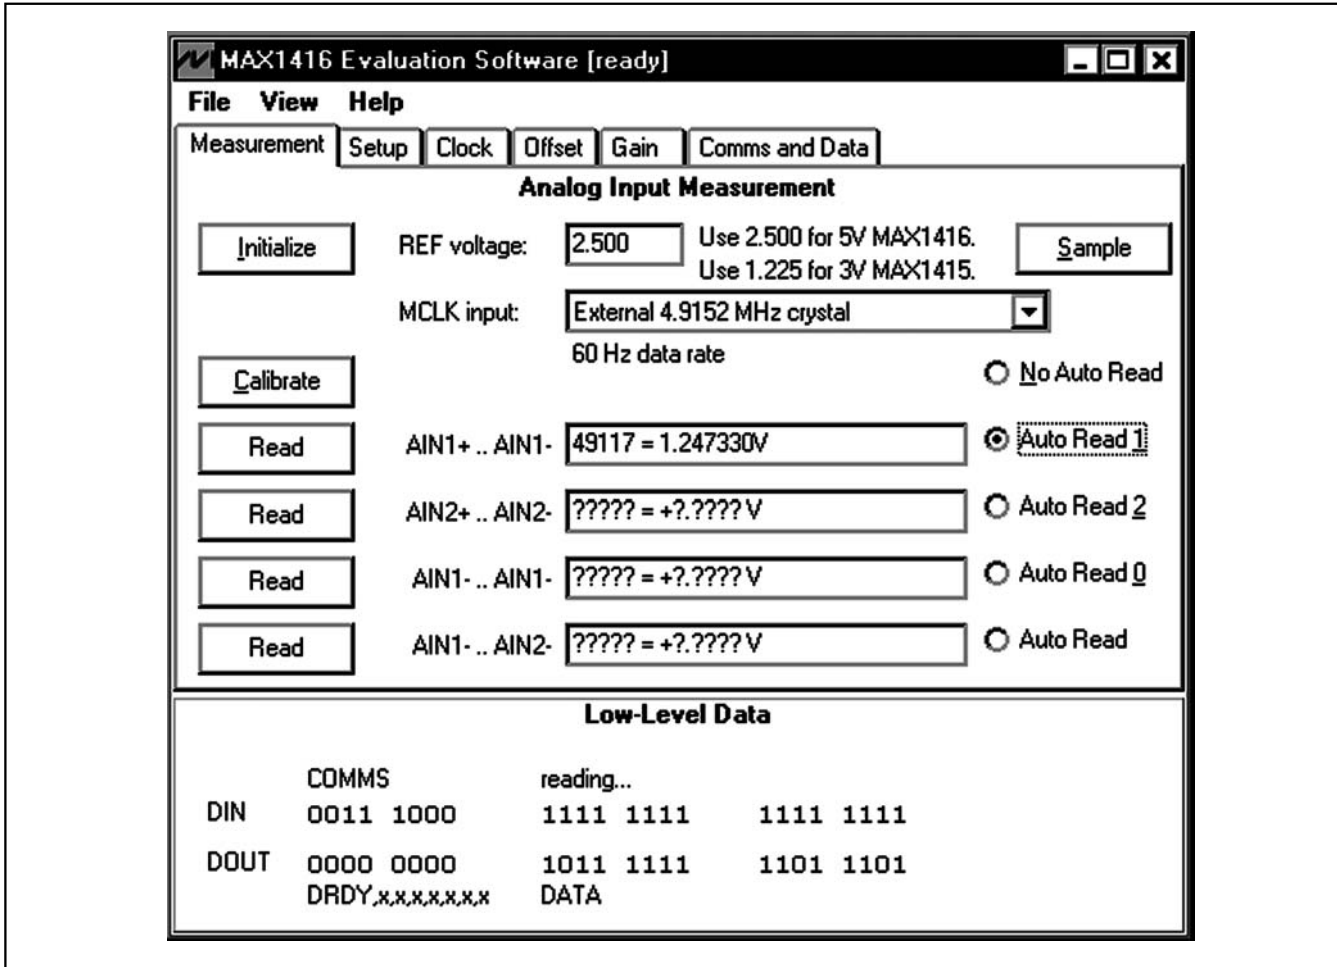 MAX1416 Evaluation Software [ready]
File View Help
Measurement Setup Clock Offset Gain Comms and Data
Analog Input Measurement
Initialize REF voltage: 2.500 Use 2.500 for 5V MAX1416. Sample
Use 1.225 for 3V MAX1415.
MCLK input: External 4.9152 MHz crystal
60 Hz data rate
Calibrate No Auto Read
Read AIN1+ .. AIN1- 49117 = 1.247330V Auto Read 1
Read AIN2+ .. AIN2- ????? = +?.???? V Auto Read 2
Read AIN1- .. AIN1- ????? = +?.???? V Auto Read 0
Read AIN1- .. AIN2- ????? = +?.???? V Auto Read
Low-Level Data
COMMS reading...
DIN 0011 1000 1111 1111 1111 1111
DOUT 0000 0000 1011 1111 1101 1101
DRDY,x,x,x,x,x,x,x DATA